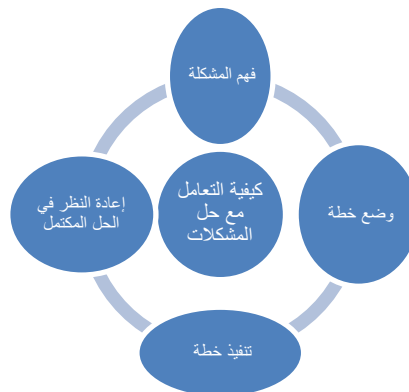 فهم المشكلة
كيفية التعامل
مع حل
المشكلات
وضع خطة
إعادة النظر في
الحل المكتمل
تنفيذ خطة